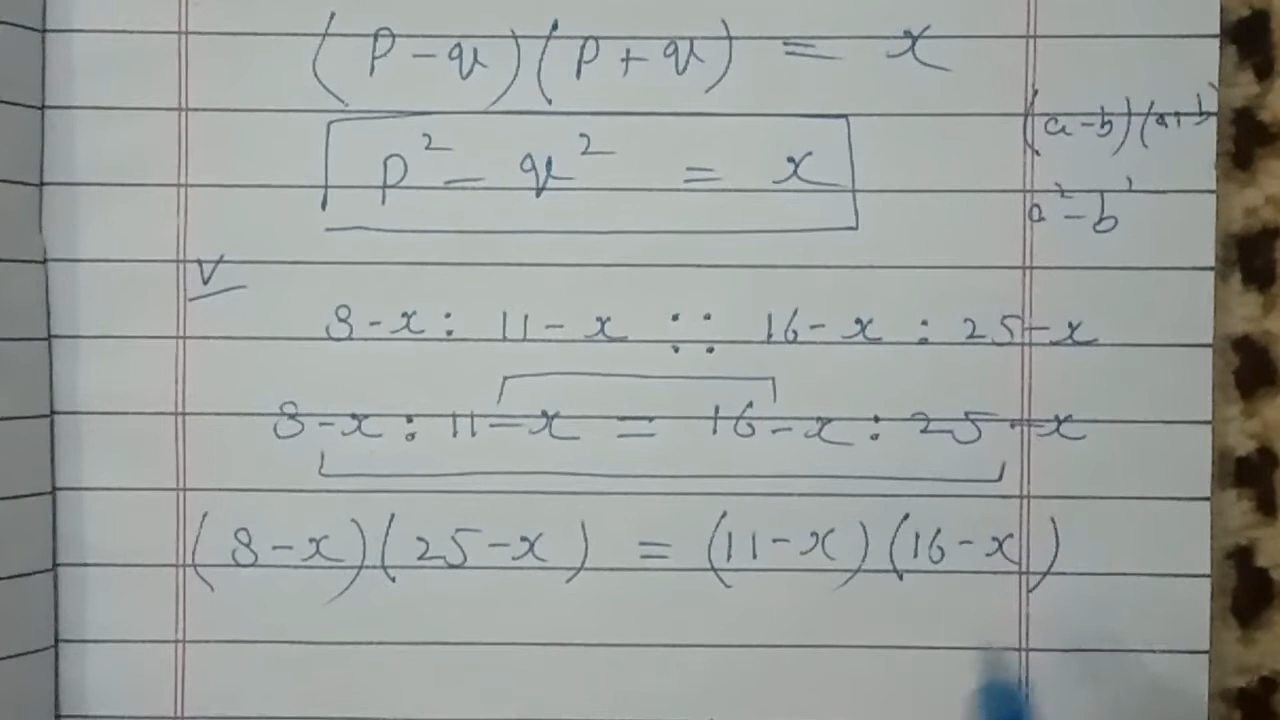 (p-q)(p+q) = x
p² - q² = x
(a-b)(a+b)
a²-b²
V
8-x : 11-x :: 16-x : 25-x
8-x : 11-x = 16-x : 25-x
(8-x)(25-x) = (11-x)(16-x)